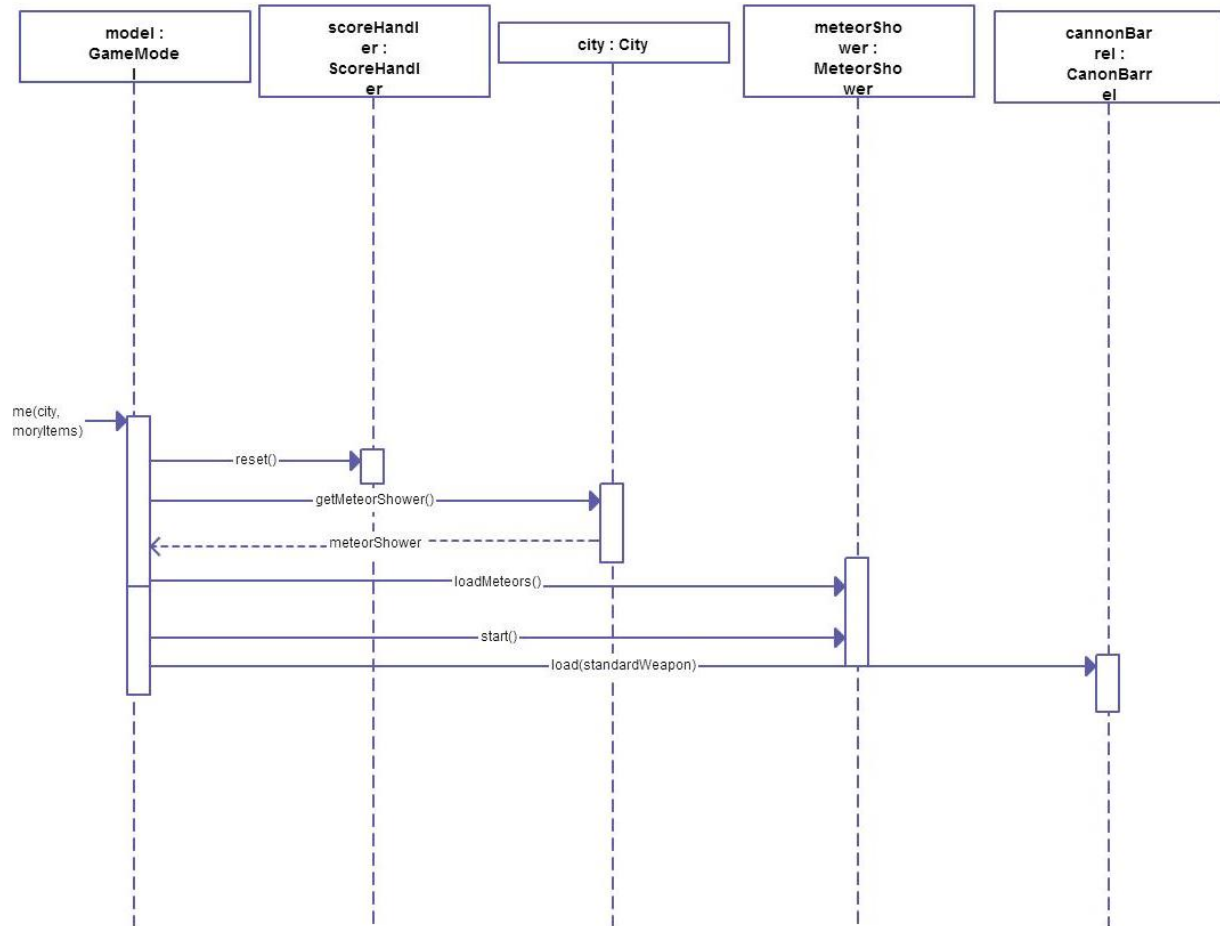 model :
GameMode
l
scoreHandl
er :
ScoreHandl
er
city : City
meteorSho
wer :
MeteorSho
wer
cannonBar
rel :
CanonBarr
el
me(city,
moryItems)
reset()
getMeteorShower()
meteorShower
loadMeteors()
start()
load(standardWeapon)